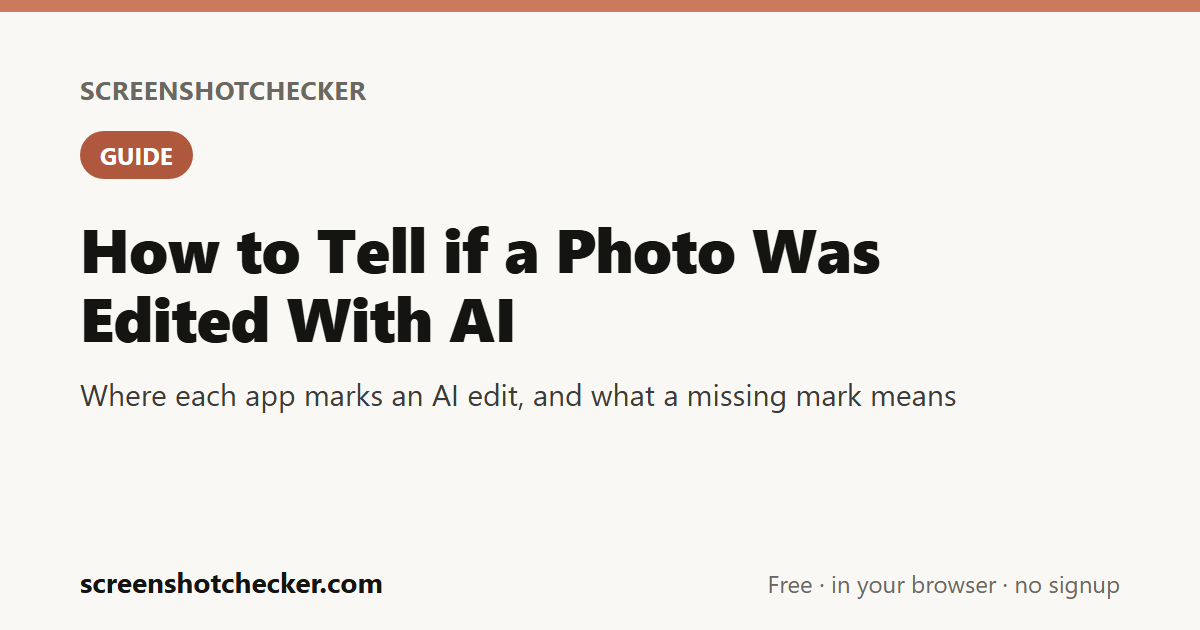 SCREENSHOTCHECKER
GUIDE
How to Tell if a Photo Was
Edited With AI
Where each app marks an AI edit, and what a missing mark means
screenshotchecker.com
Free · in your browser · no signup